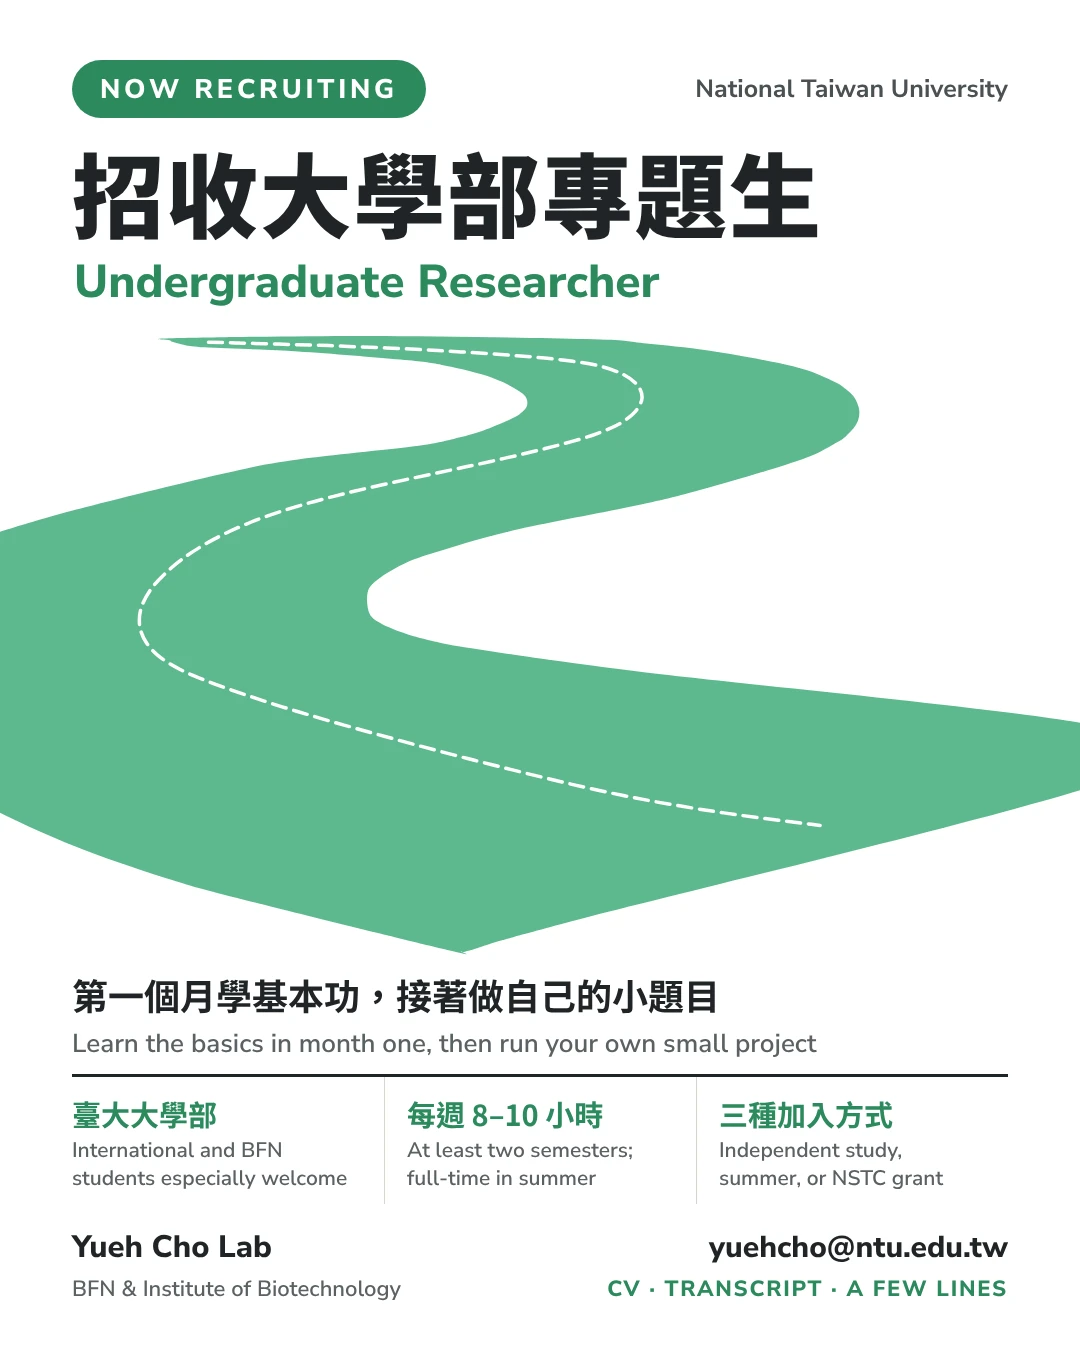 NOW RECRUITING
National Taiwan University
招收大學部專題生
Undergraduate Researcher
第一個月學基本功，接著做自己的小題目
Learn the basics in month one, then run your own small project
臺大大學部
International and BFN
students especially welcome
每週 8–10 小時
At least two semesters;
full-time in summer
三種加入方式
Independent study,
summer, or NSTC grant
Yueh Cho Lab
BFN & Institute of Biotechnology
yuehcho@ntu.edu.tw
CV · TRANSCRIPT · A FEW LINES